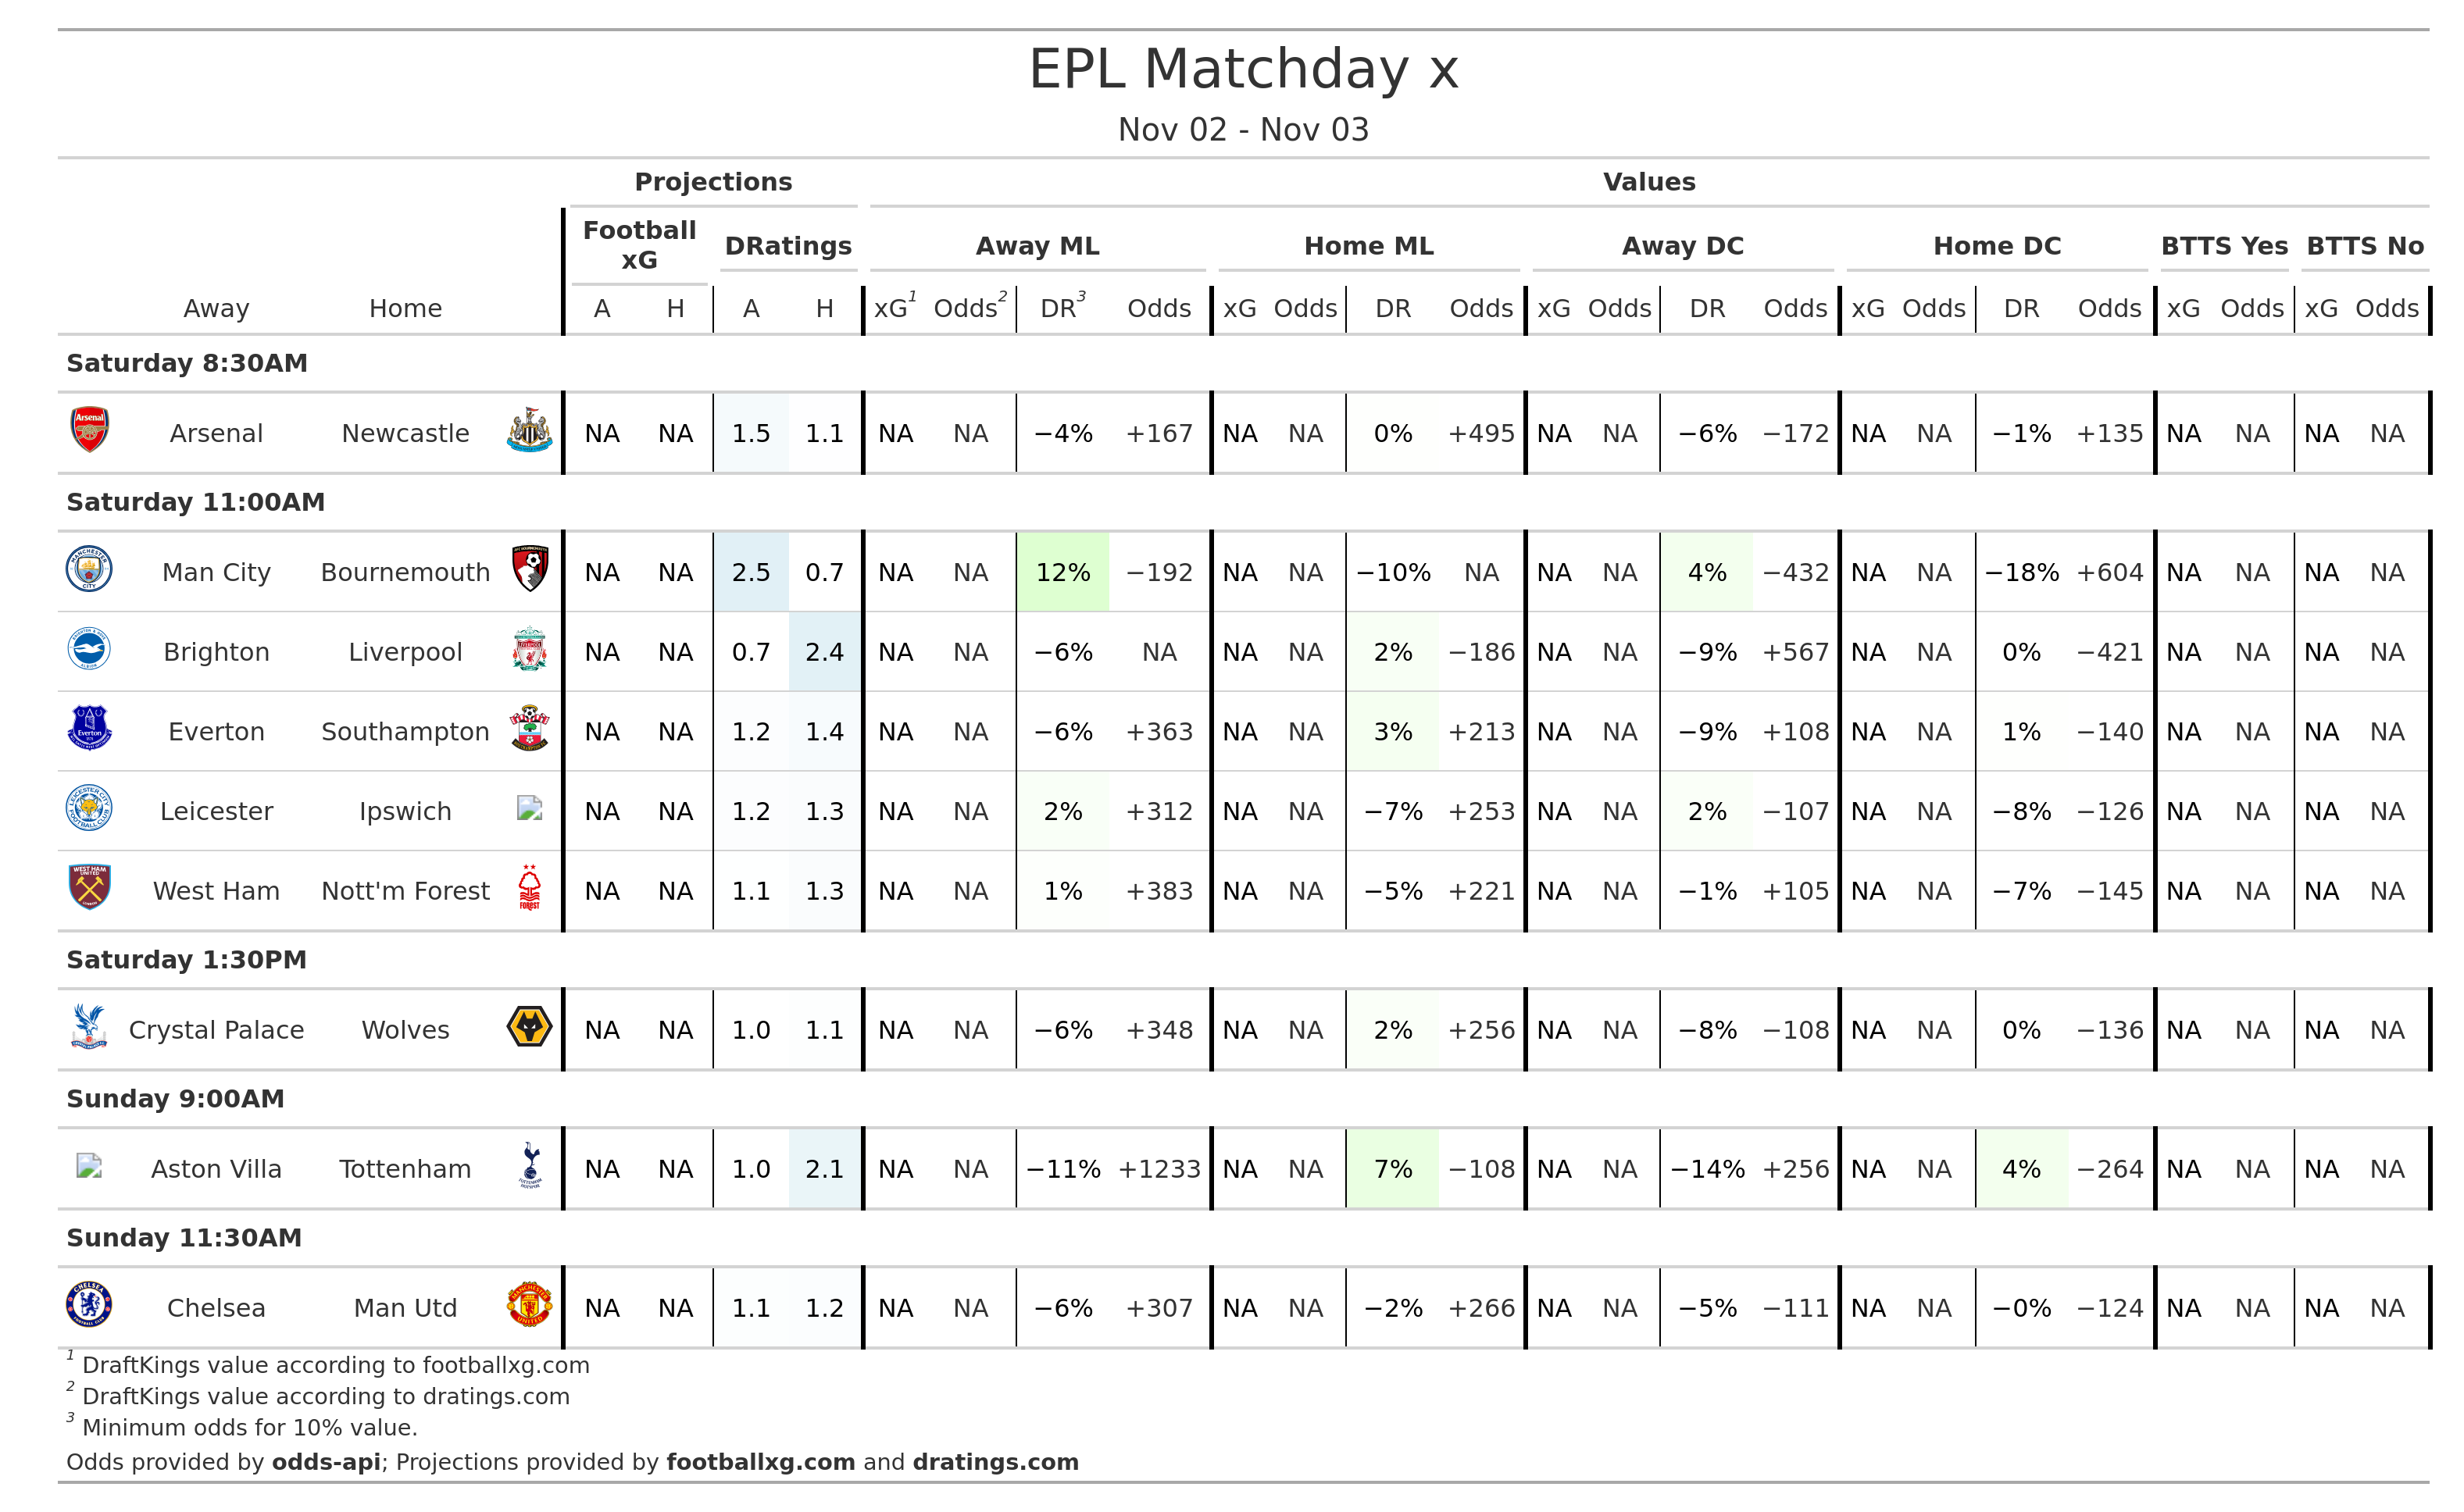 EPL Matchday x
Nov 02 - Nov 03
Projections Values
Football xG DRatings Away ML Home ML Away DC Home DC BTTS Yes BTTS No
Away Home A H A H xG1 Odds2 DR3 Odds xG Odds DR Odds xG Odds DR Odds xG Odds DR Odds xG Odds xG Odds
Saturday 8:30AM
Arsenal Newcastle NA NA 1.5 1.1 NA NA −4% +167 NA NA 0% +495 NA NA −6% −172 NA NA −1% +135 NA NA NA NA
Saturday 11:00AM
Man City Bournemouth NA NA 2.5 0.7 NA NA 12% −192 NA NA −10% NA NA NA 4% −432 NA NA −18% +604 NA NA NA NA
Brighton Liverpool NA NA 0.7 2.4 NA NA −6% NA NA NA 2% −186 NA NA −9% +567 NA NA 0% −421 NA NA NA NA
Everton Southampton NA NA 1.2 1.4 NA NA −6% +363 NA NA 3% +213 NA NA −9% +108 NA NA 1% −140 NA NA NA NA
Leicester Ipswich NA NA 1.2 1.3 NA NA 2% +312 NA NA −7% +253 NA NA 2% −107 NA NA −8% −126 NA NA NA NA
West Ham Nott'm Forest NA NA 1.1 1.3 NA NA 1% +383 NA NA −5% +221 NA NA −1% +105 NA NA −7% −145 NA NA NA NA
Saturday 1:30PM
Crystal Palace Wolves NA NA 1.0 1.1 NA NA −6% +348 NA NA 2% +256 NA NA −8% −108 NA NA 0% −136 NA NA NA NA
Sunday 9:00AM
Aston Villa Tottenham NA NA 1.0 2.1 NA NA −11% +1233 NA NA 7% −108 NA NA −14% +256 NA NA 4% −264 NA NA NA NA
Sunday 11:30AM
Chelsea Man Utd NA NA 1.1 1.2 NA NA −6% +307 NA NA −2% +266 NA NA −5% −111 NA NA −0% −124 NA NA NA NA
1 DraftKings value according to footballxg.com
2 DraftKings value according to dratings.com
3 Minimum odds for 10% value.
Odds provided by odds-api; Projections provided by footballxg.com and dratings.com